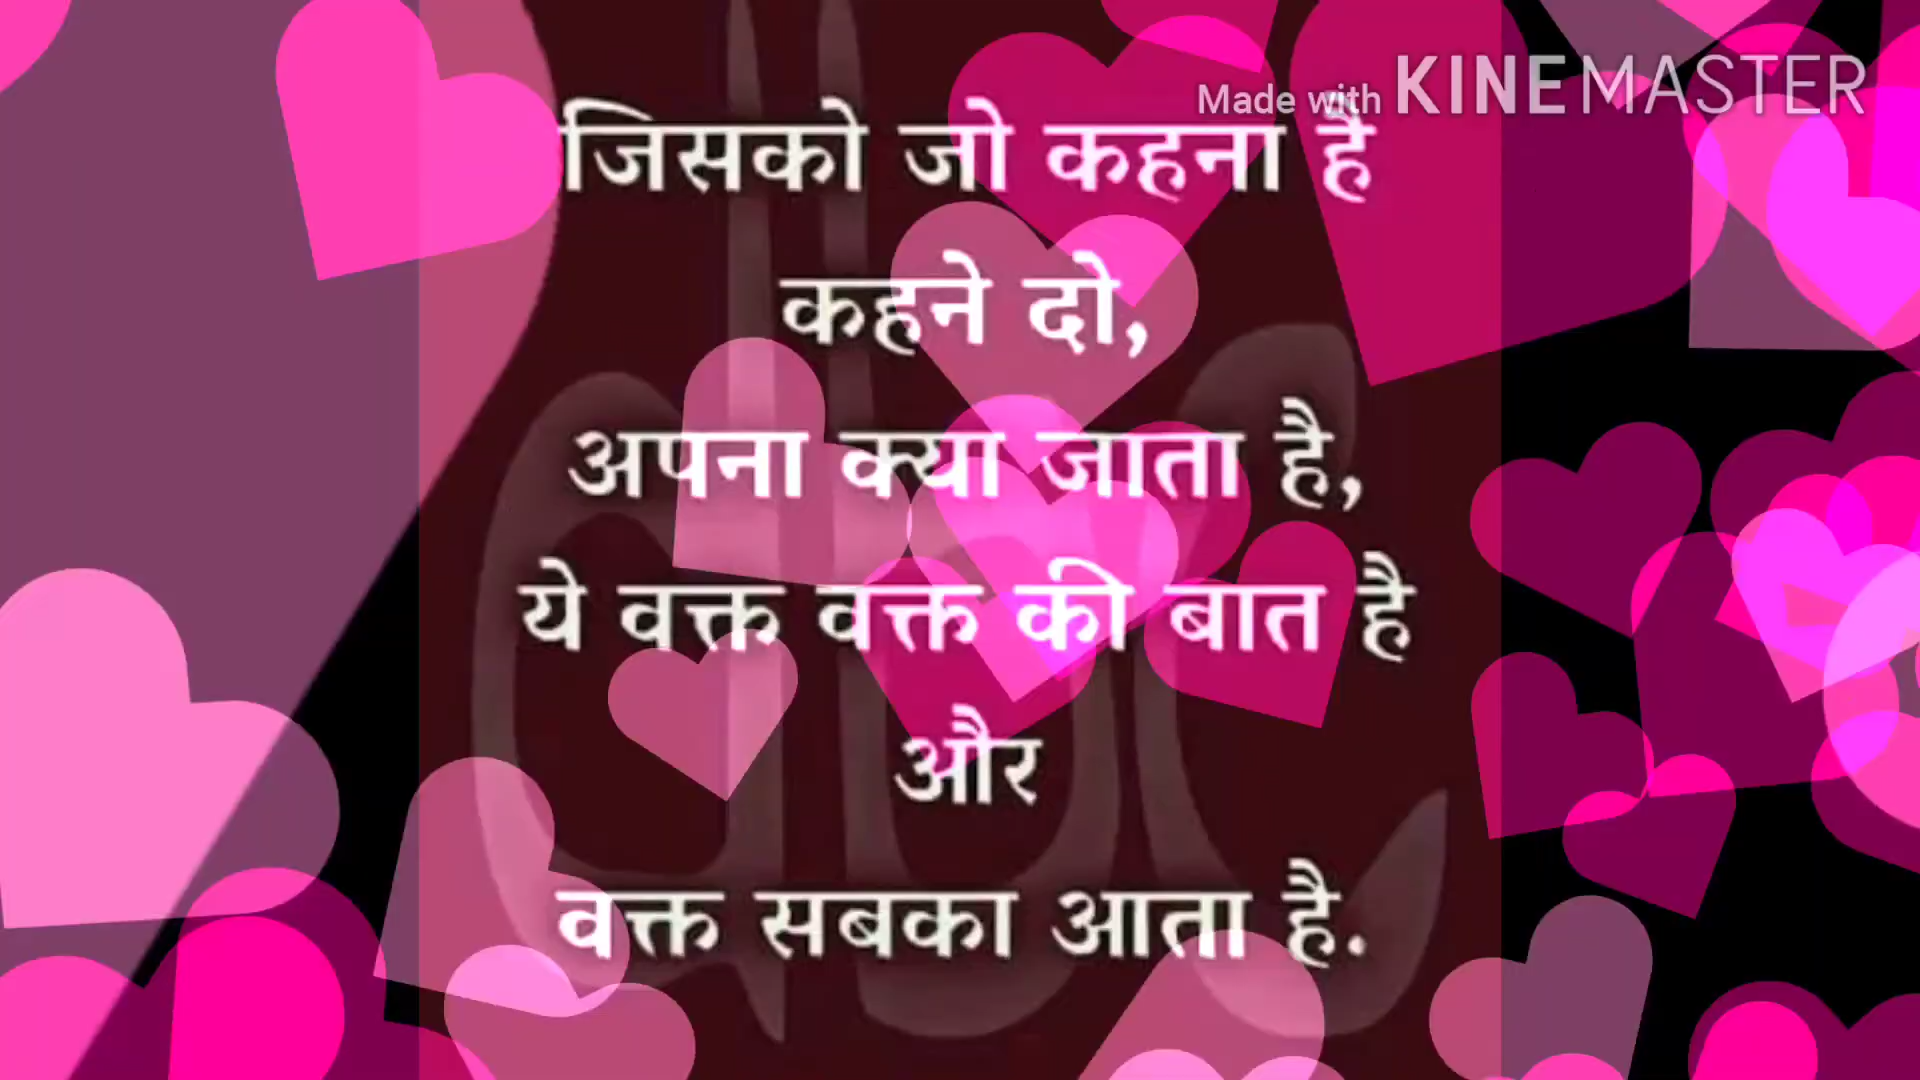 Made with KINEMASTER
जिसको जो कहना है
कहने दो,
अपना क्या जाता है,
ये वक्त वक्त की बात है
और
वक्त सबका आता है.